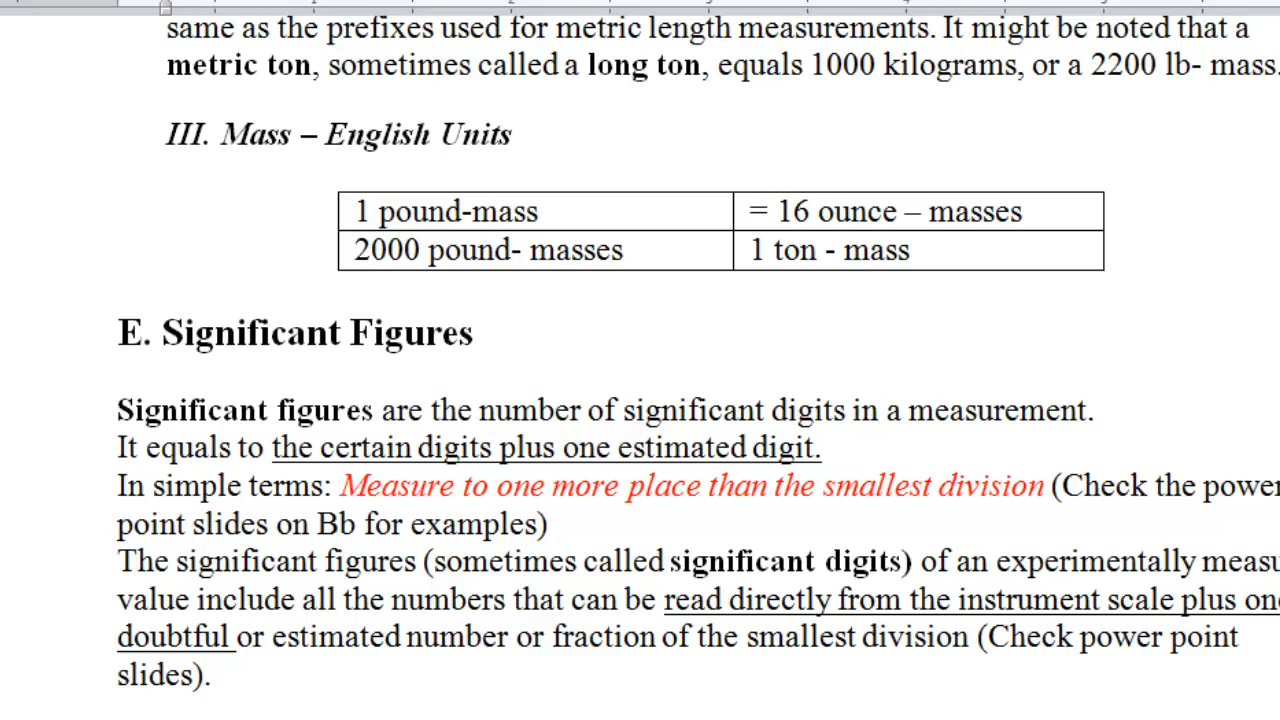 same as the prefixes used for metric length measurements. It might be noted that a
metric ton, sometimes called a long ton, equals 1000 kilograms, or a 2200 lb- mass.
III. Mass – English Units
1 pound-mass = 16 ounce – masses
2000 pound- masses 1 ton - mass
E. Significant Figures
Significant figures are the number of significant digits in a measurement.
It equals to the certain digits plus one estimated digit.
In simple terms: Measure to one more place than the smallest division (Check the power
point slides on Bb for examples)
The significant figures (sometimes called significant digits) of an experimentally measu
value include all the numbers that can be read directly from the instrument scale plus one
doubtful or estimated number or fraction of the smallest division (Check power point
slides).